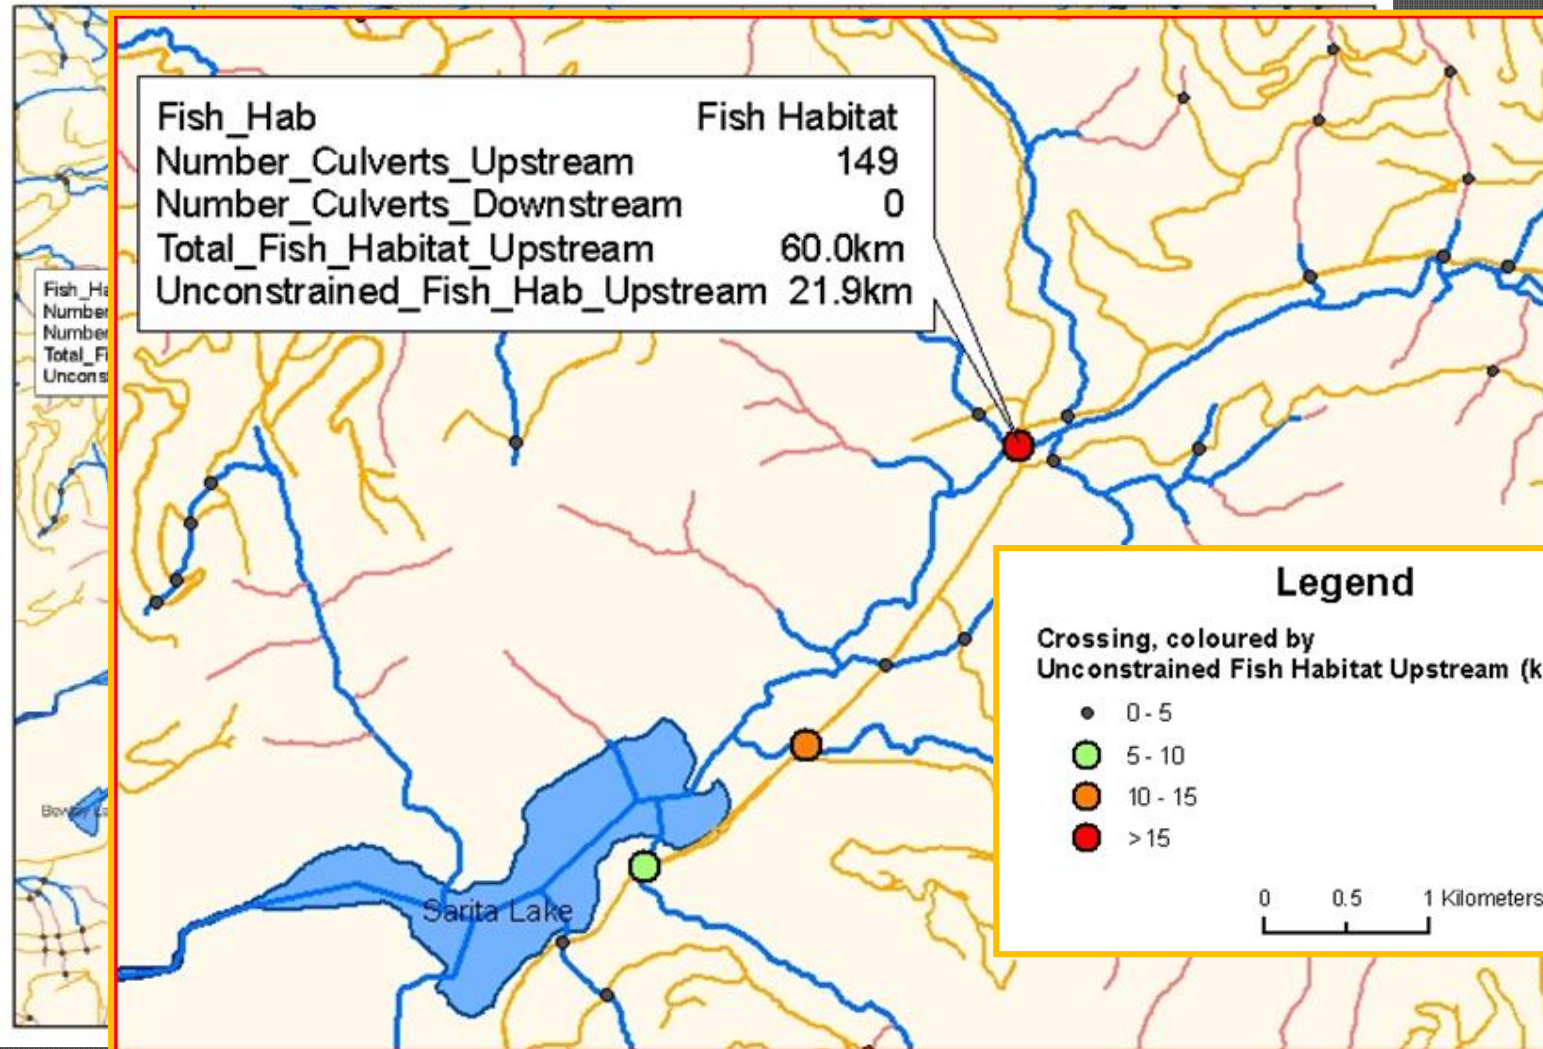 Fish_Hab Fish Habitat
Number_Culverts_Upstream 149
Number_Culverts_Downstream 0
Total_Fish_Habitat_Upstream 60.0km
Unconstrained_Fish_Hab_Upstream 21.9km
Fish_Ha
Number
Number
Total_Fi
Uncons
Legend
Crossing, coloured by
Unconstrained Fish Habitat Upstream (k
0 - 5
5 - 10
10 - 15
>15
0 0.5 1 Kilometers
Sarita Lake